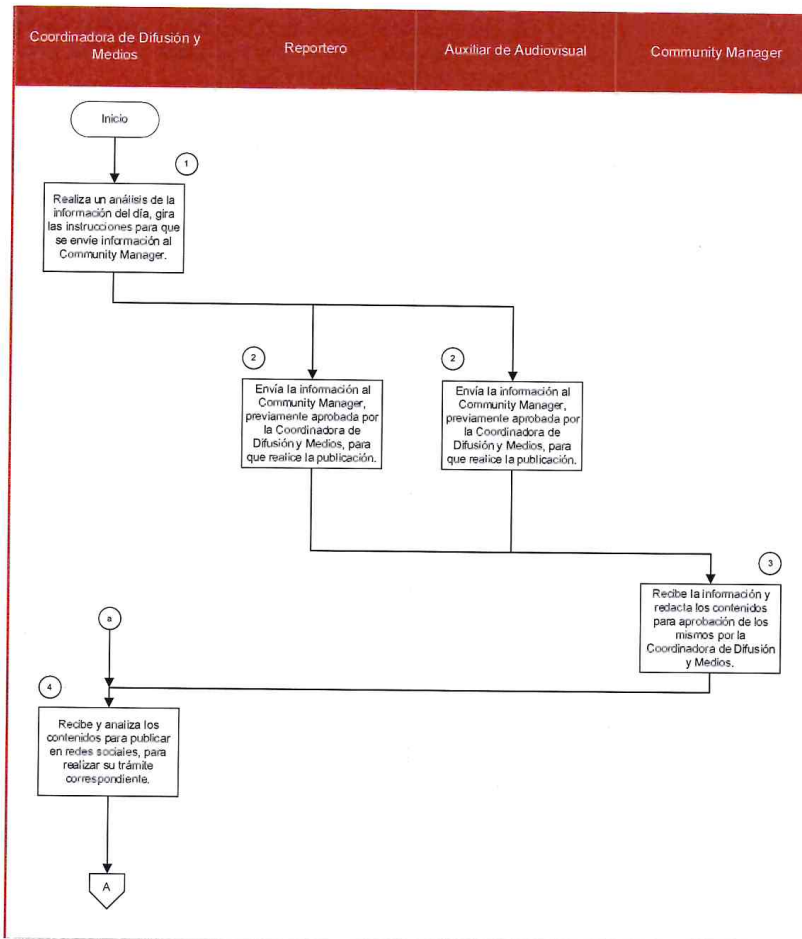 Coordinadora de Difusión y
Medios
Reportero
Auxiliar de Audiovisual
Community Manager
Inicio
1
Realiza un análisis de la
información del día, gira
las instrucciones para que
se envíe información al
Community Manager.
2
Envía la información al
Community Manager,
previamente aprobada por
la Coordinadora de
Difusión y Medios, para
que realice la publicación.
2
Envía la información al
Community Manager,
previamente aprobada por
la Coordinadora de
Difusión y Medios, para
que realice la publicación.
3
Recibe la información y
redacta los contenidos
para aprobación de los
mismos por la
Coordinadora de Difusión
y Medios.
a
4
Recibe y analiza los
contenidos para publicar
en redes sociales, para
realizar su trámite
correspondiente.
A